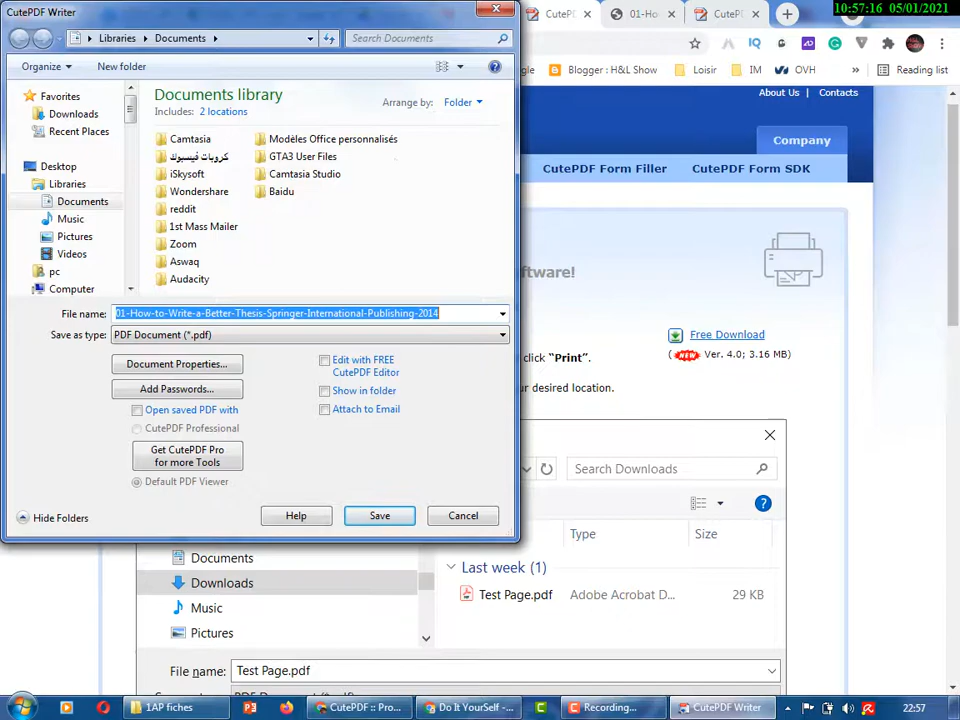 CutePDF Writer
CuteP
01-Ho
CuteP
10:57:16 05/01/2021
Libraries
Documents
Search Documents
Organize
New folder
gle
Blogger : H&L Show
Loisir
IM
OVH
»
Reading list
Favorites
Downloads
Recent Places
Desktop
Libraries
Documents
Music
Pictures
Videos
pc
Computer
Documents library
Includes: 2 locations
Arrange by:
Folder
Camtasia
كروبات فيسبوك
iSkysoft
Wondershare
reddit
1st Mass Mailer
Zoom
Aswaq
Audacity
Modèles Office personnalisés
GTA3 User Files
Camtasia Studio
Baidu
File name:
01-How-to-Write-a-Better-Thesis-Springer-International-Publishing-2014
Save as type:
PDF Document (*.pdf)
Document Properties...
Add Passwords...
Open saved PDF with
CutePDF Professional
Get CutePDF Pro
for more Tools
Default PDF Viewer
Edit with FREE
CutePDF Editor
Show in folder
Attach to Email
Hide Folders
Help
Save
Cancel
About Us | Contacts
Company
CutePDF Form Filler
CutePDF Form SDK
oftware!
Free Download
( NEW Ver. 4.0; 3.16 MB)
click “Print”.
our desired location.
Search Downloads
Type
Size
Documents
Downloads
Music
Pictures
Last week (1)
Test Page.pdf
Adobe Acrobat D...
29 KB
File name:
Test Page.pdf
1AP fiches
CutePDF :: Pro...
Do It YourSelf -...
Recording...
CutePDF Writer
22:57